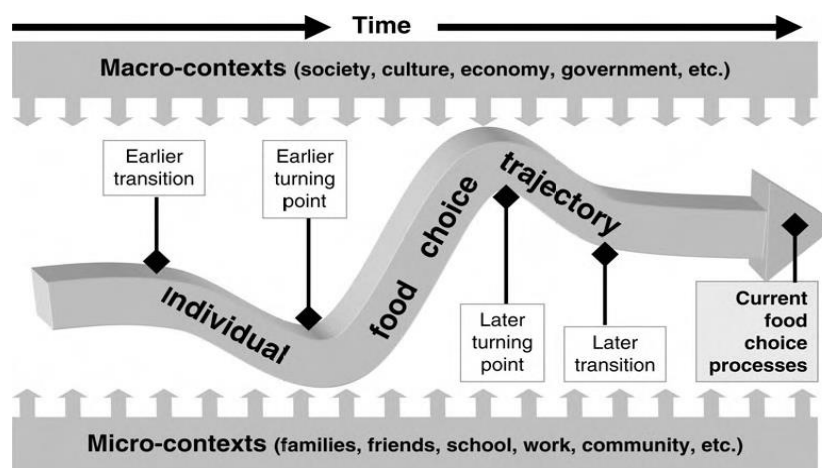 Time
Macro-contexts (society, culture, economy, government, etc.)
Earlier
transition
Earlier
turning
point
individual food choice trajectory
Later
turning
point
Later
transition
Current
food
choice
processes
Micro-contexts (families, friends, school, work, community, etc.)